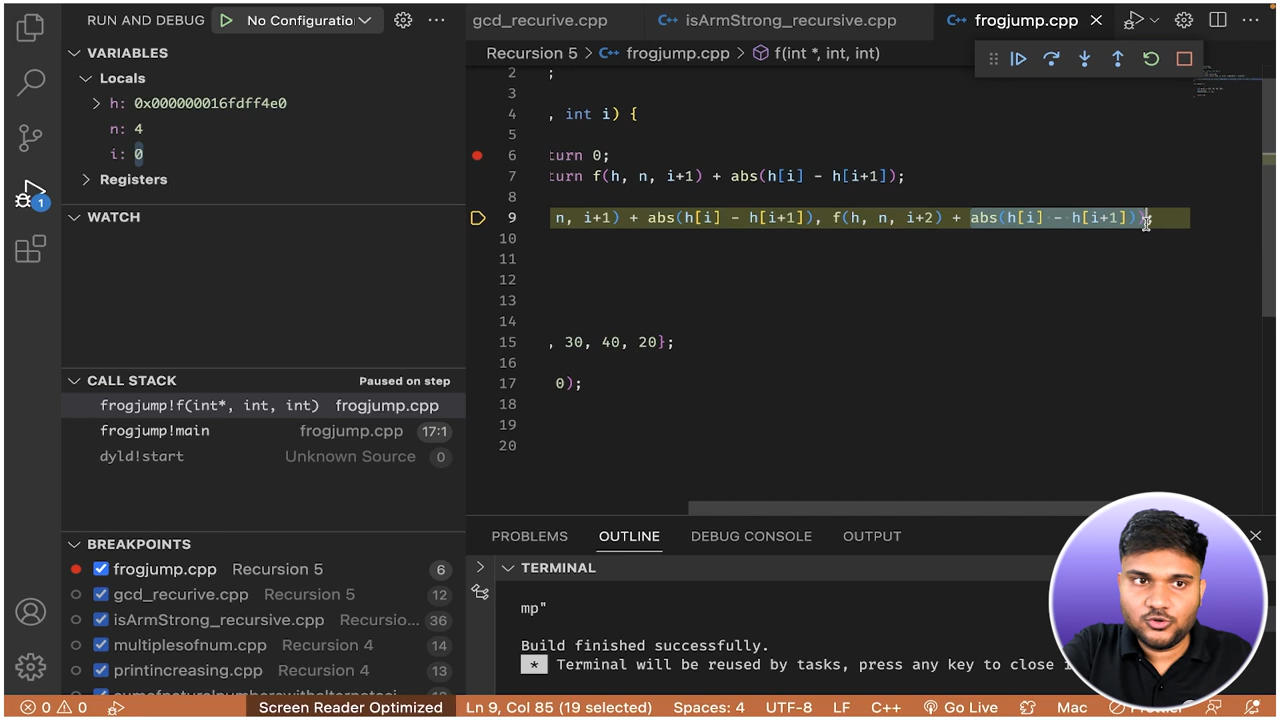 RUN AND DEBUG No Configuratio
gcd_recurive.cpp isArmStrong_recursive.cpp frogjump.cpp
VARIABLES
Locals
h: 0x000000016fdff4e0
n: 4
i: 0
Registers
WATCH
CALL STACK Paused on step
frogjump!f(int*, int, int) frogjump.cpp
frogjump!main frogjump.cpp 17:1
dyld!start Unknown Source 0
BREAKPOINTS
frogjump.cpp Recursion 5 6
gcd_recurive.cpp Recursion 5 12
isArmStrong_recursive.cpp Recursio... 36
multiplesofnum.cpp Recursion 4 14
printincreasing.cpp Recursion 4 13
Recursion 5 > frogjump.cpp > f(int *, int, int)
2 ;
3
4 , int i) {
5
6 turn 0;
7 turn f(h, n, i+1) + abs(h[i] - h[i+1]);
8
9 n, i+1) + abs(h[i] - h[i+1]), f(h, n, i+2) + abs(h[i] - h[i+1]));
10
11
12
13
14
15 , 30, 40, 20};
16
17 0);
18
19
20
PROBLEMS OUTLINE DEBUG CONSOLE OUTPUT
TERMINAL
mp"
Build finished successfully.
* Terminal will be reused by tasks, press any key to close i
0 0 Screen Reader Optimized Ln 9, Col 85 (19 selected) Spaces: 4 UTF-8 LF C++ Go Live Mac
1